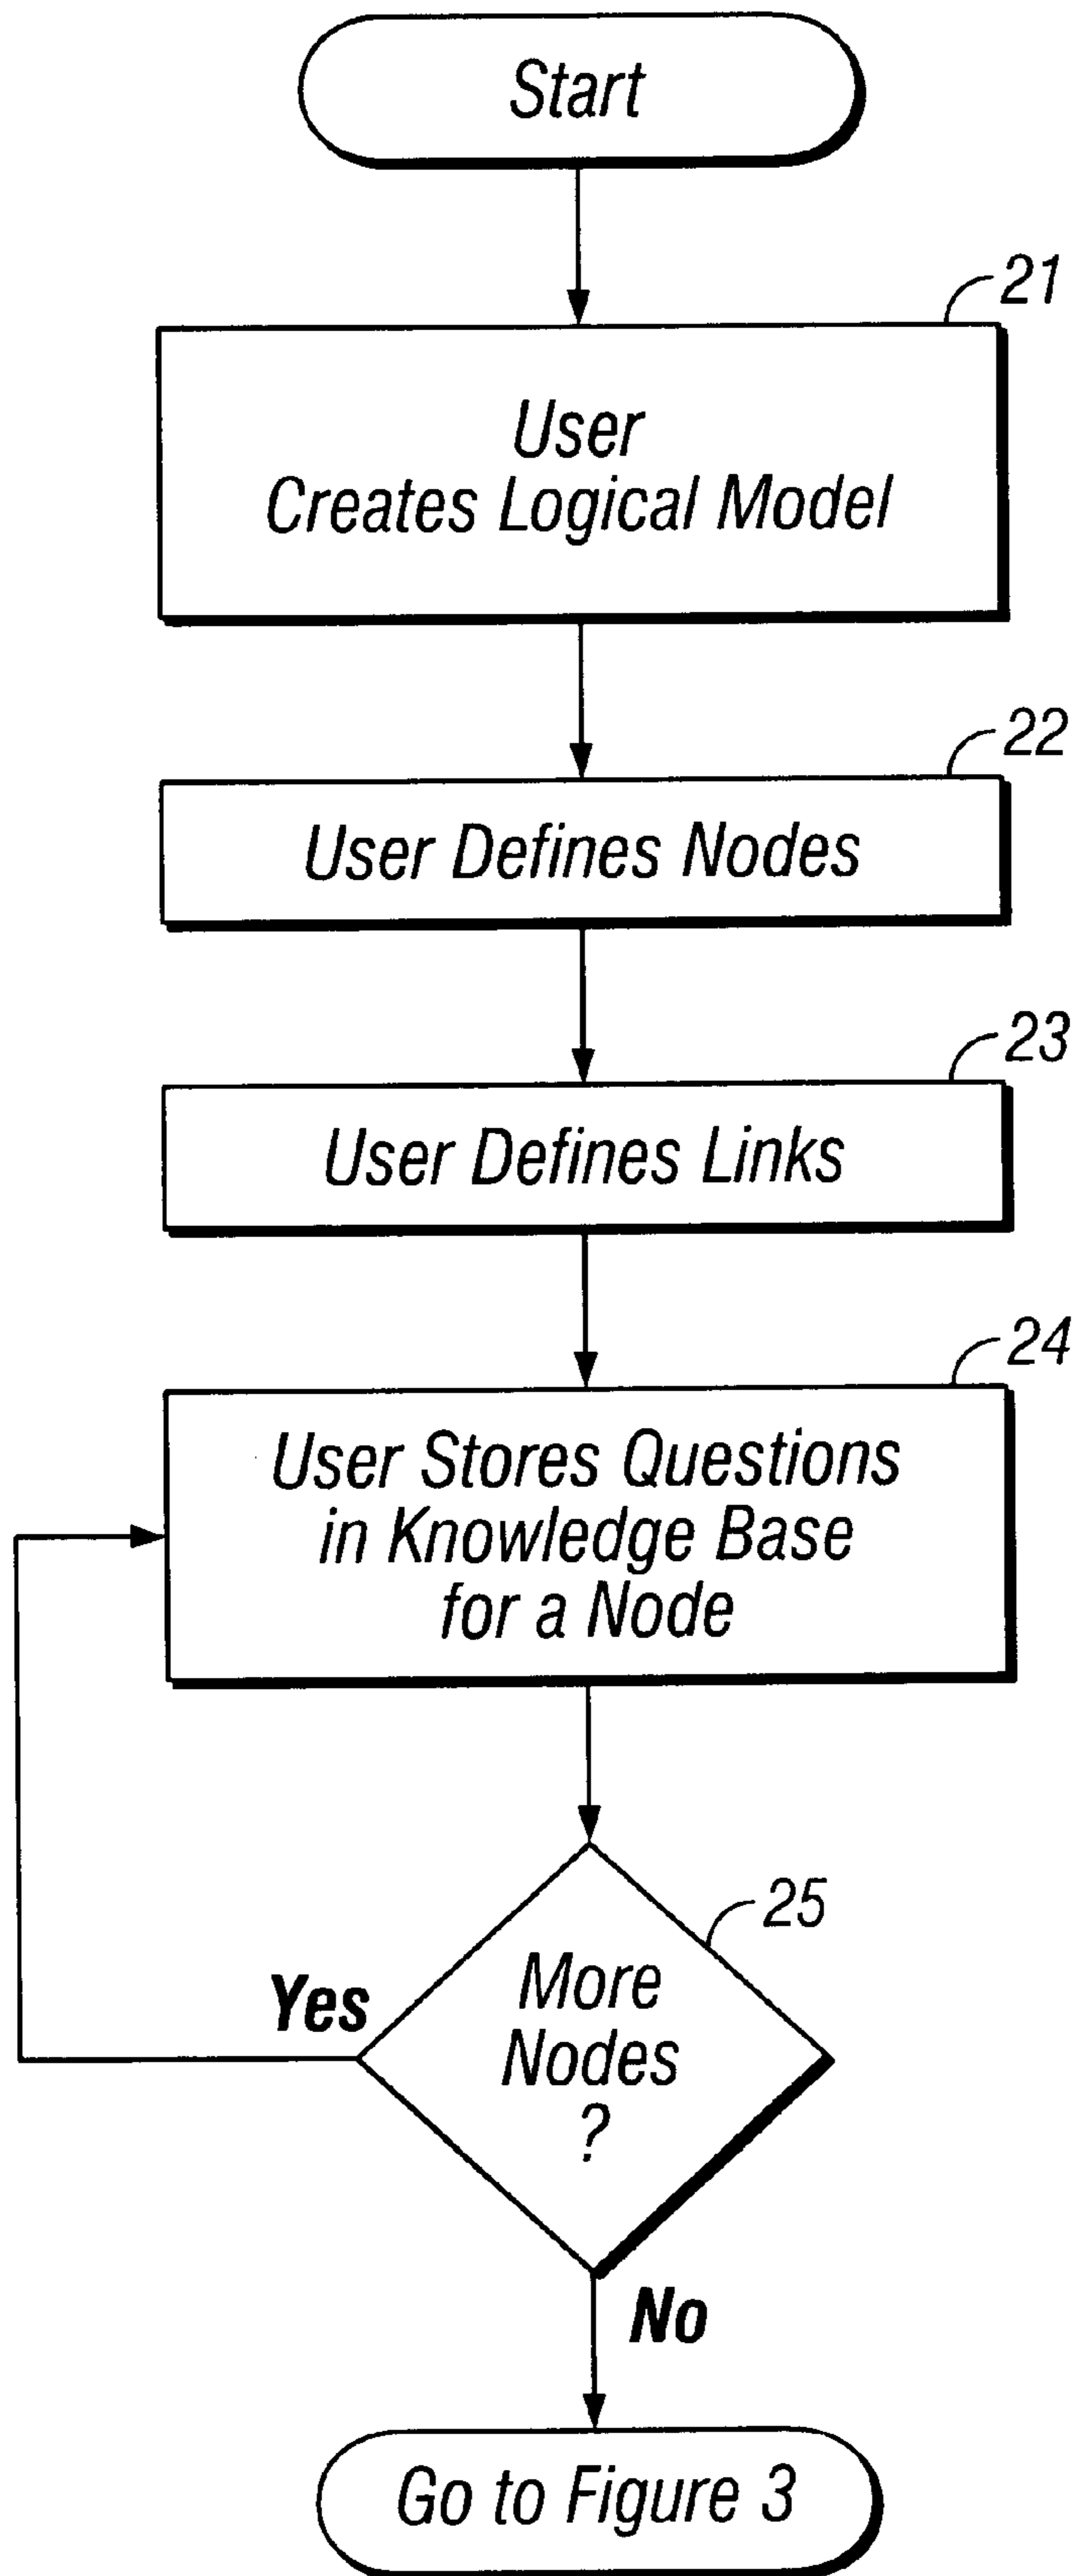 Start
21
User
Creates Logical Model
22
User Defines Nodes
23
User Defines Links
24
User Stores Questions
in Knowledge Base
for a Node
25
More
Nodes
?
Yes
No
Go to Figure 3